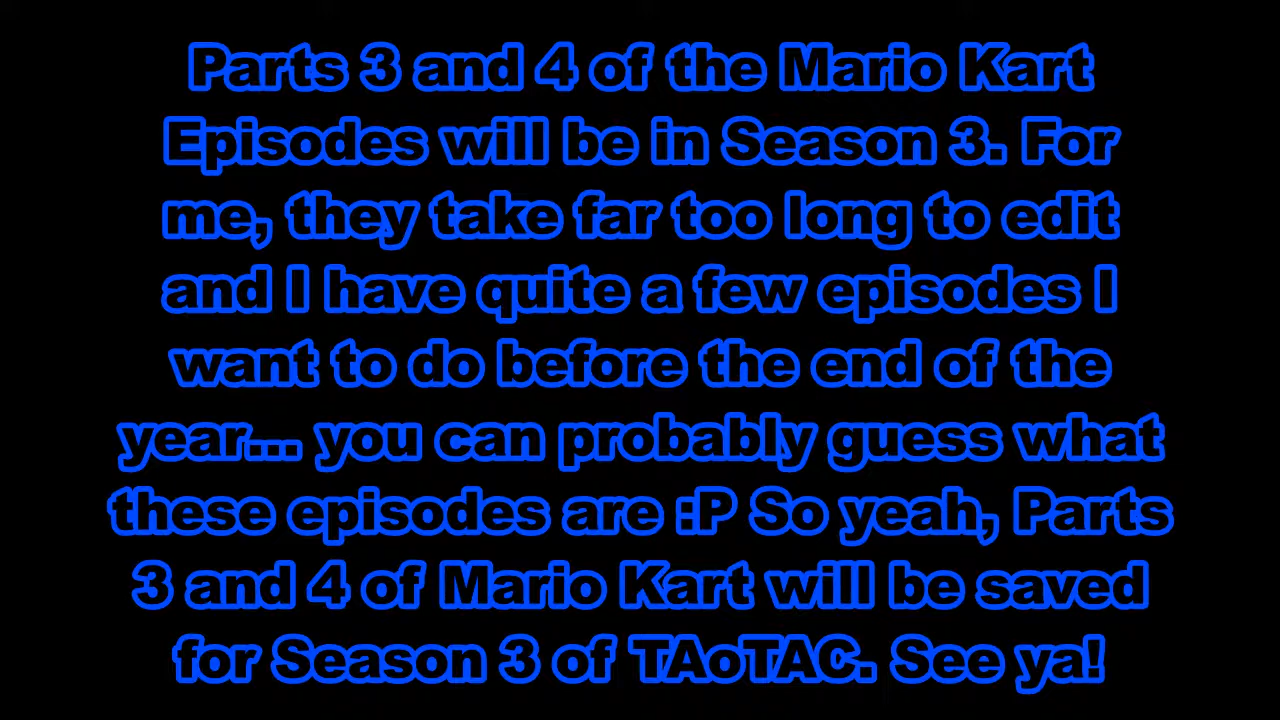 Parts 3 and 4 of the Mario Kart
Episodes will be in Season 3. For
me, they take far too long to edit
and I have quite a few episodes I
want to do before the end of the
year... you can probably guess what
these episodes are :P So yeah, Parts
3 and 4 of Mario Kart will be saved
for Season 3 of TAoTAC. See ya!